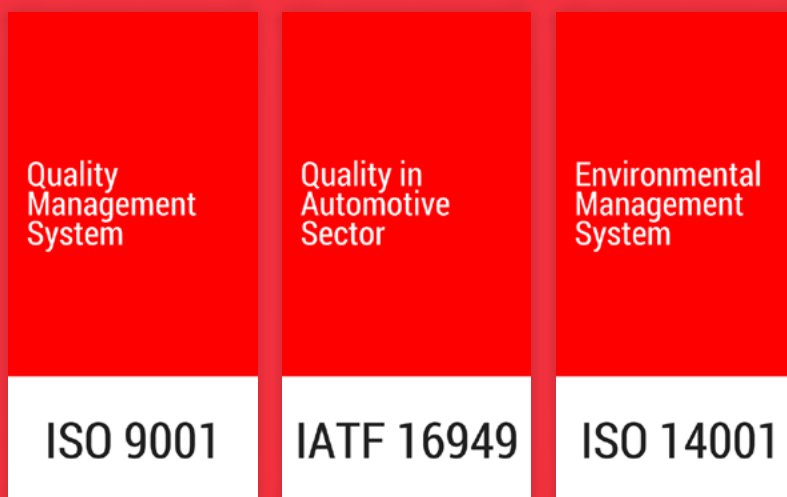 Quality
Management
System
ISO 9001
Quality in
Automotive
Sector
IATF 16949
Environmental
Management
System
ISO 14001